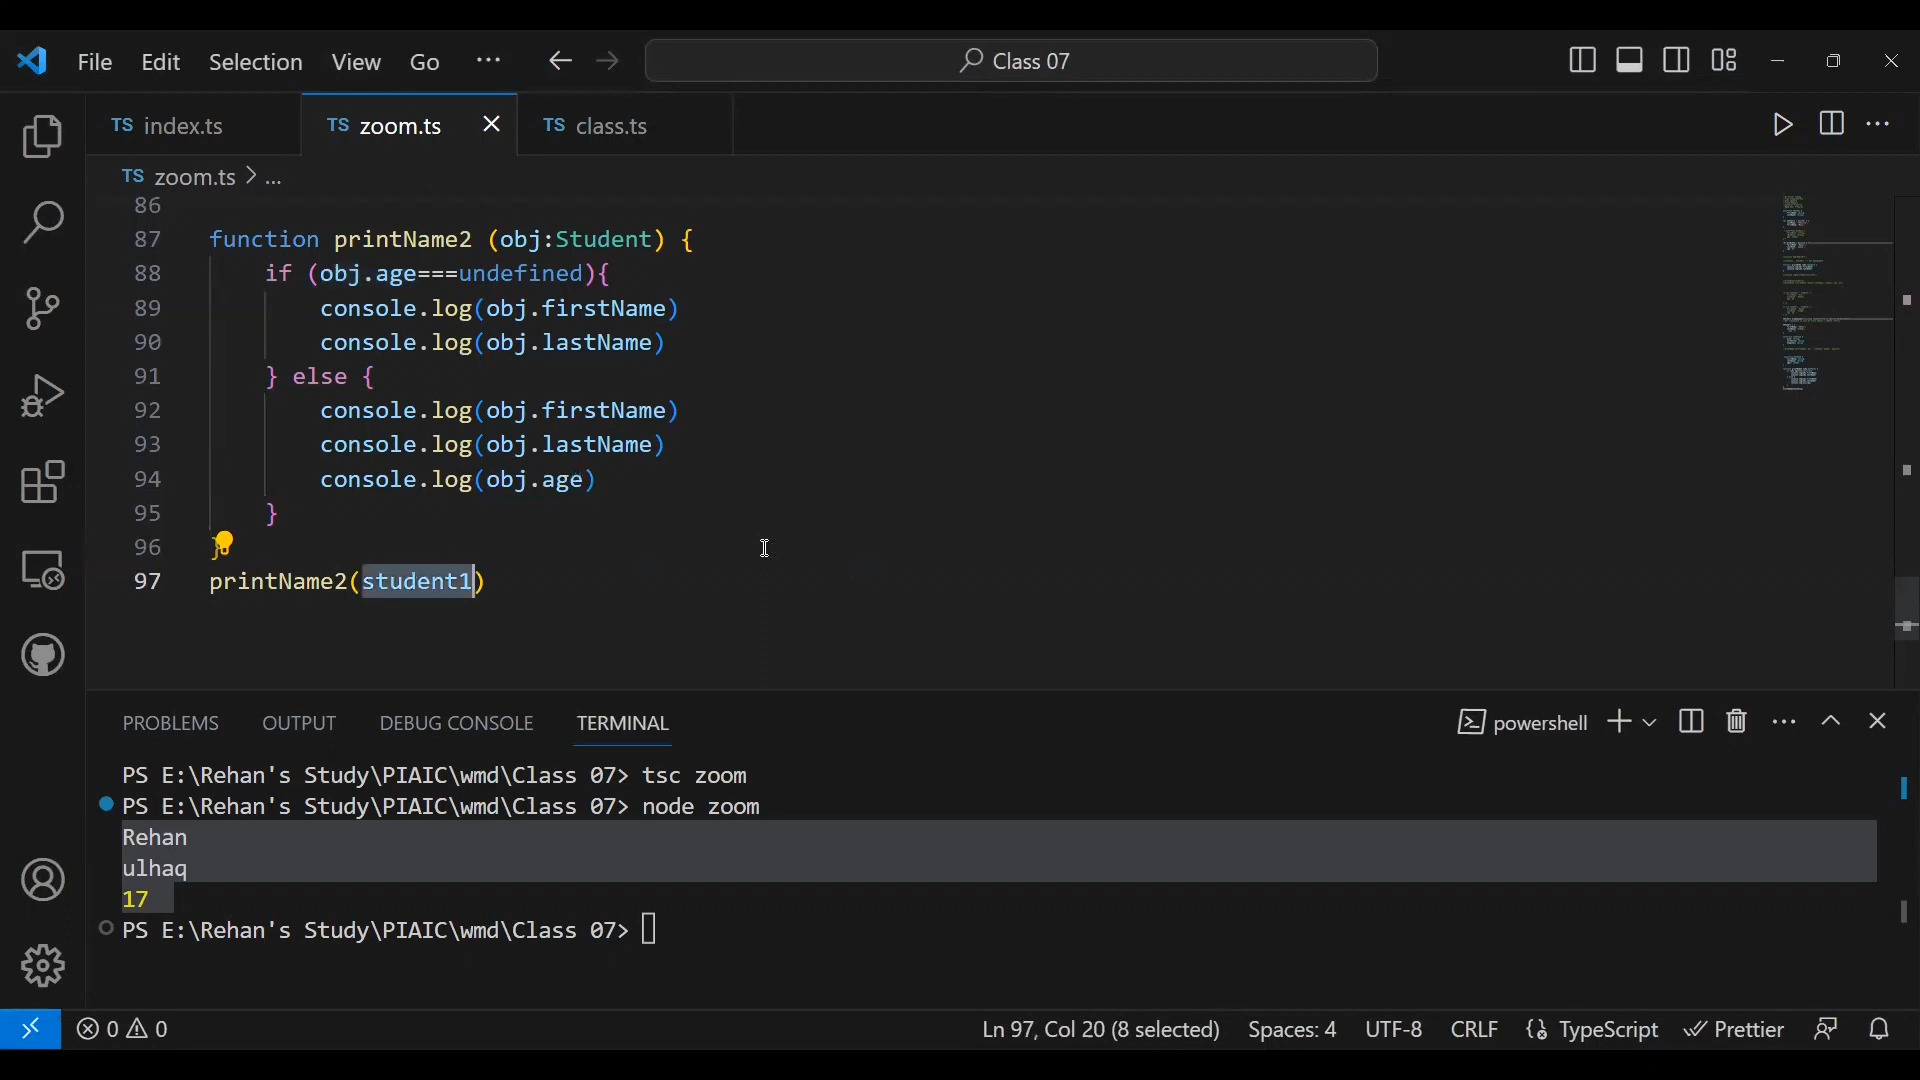 File Edit Selection View Go ... Class 07
TS index.ts TS zoom.ts TS class.ts
TS zoom.ts > ...
86
87 function printName2 (obj:Student) {
88 if (obj.age===undefined){
89 console.log(obj.firstName)
90 console.log(obj.lastName)
91 } else {
92 console.log(obj.firstName)
93 console.log(obj.lastName)
94 console.log(obj.age)
95 }
96 }
97 printName2(student1)
PROBLEMS OUTPUT DEBUG CONSOLE TERMINAL powershell
PS E:\Rehan's Study\PIAIC\wmd\Class 07> tsc zoom
PS E:\Rehan's Study\PIAIC\wmd\Class 07> node zoom
Rehan
ulhaq
17
PS E:\Rehan's Study\PIAIC\wmd\Class 07>
0 0 Ln 97, Col 20 (8 selected) Spaces: 4 UTF-8 CRLF TypeScript Prettier